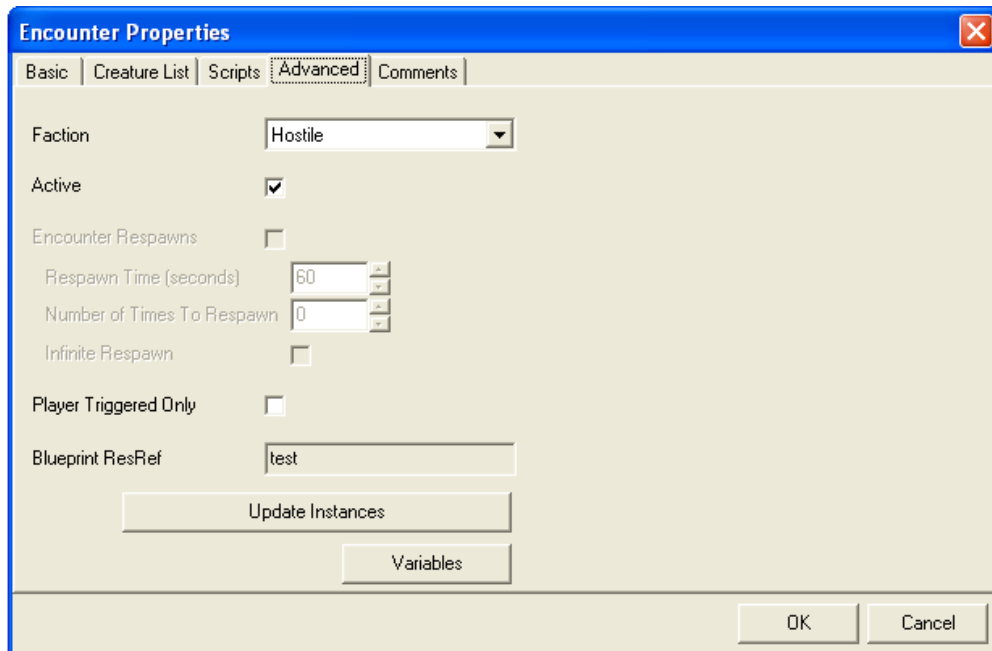 Encounter Properties
Basic Creature List Scripts Advanced Comments
Faction Hostile
Active
Encounter Respawns
Respawn Time (seconds) 60
Number of Times To Respawn 0
Infinite Respawn
Player Triggered Only
Blueprint ResRef test
Update Instances
Variables
OK Cancel